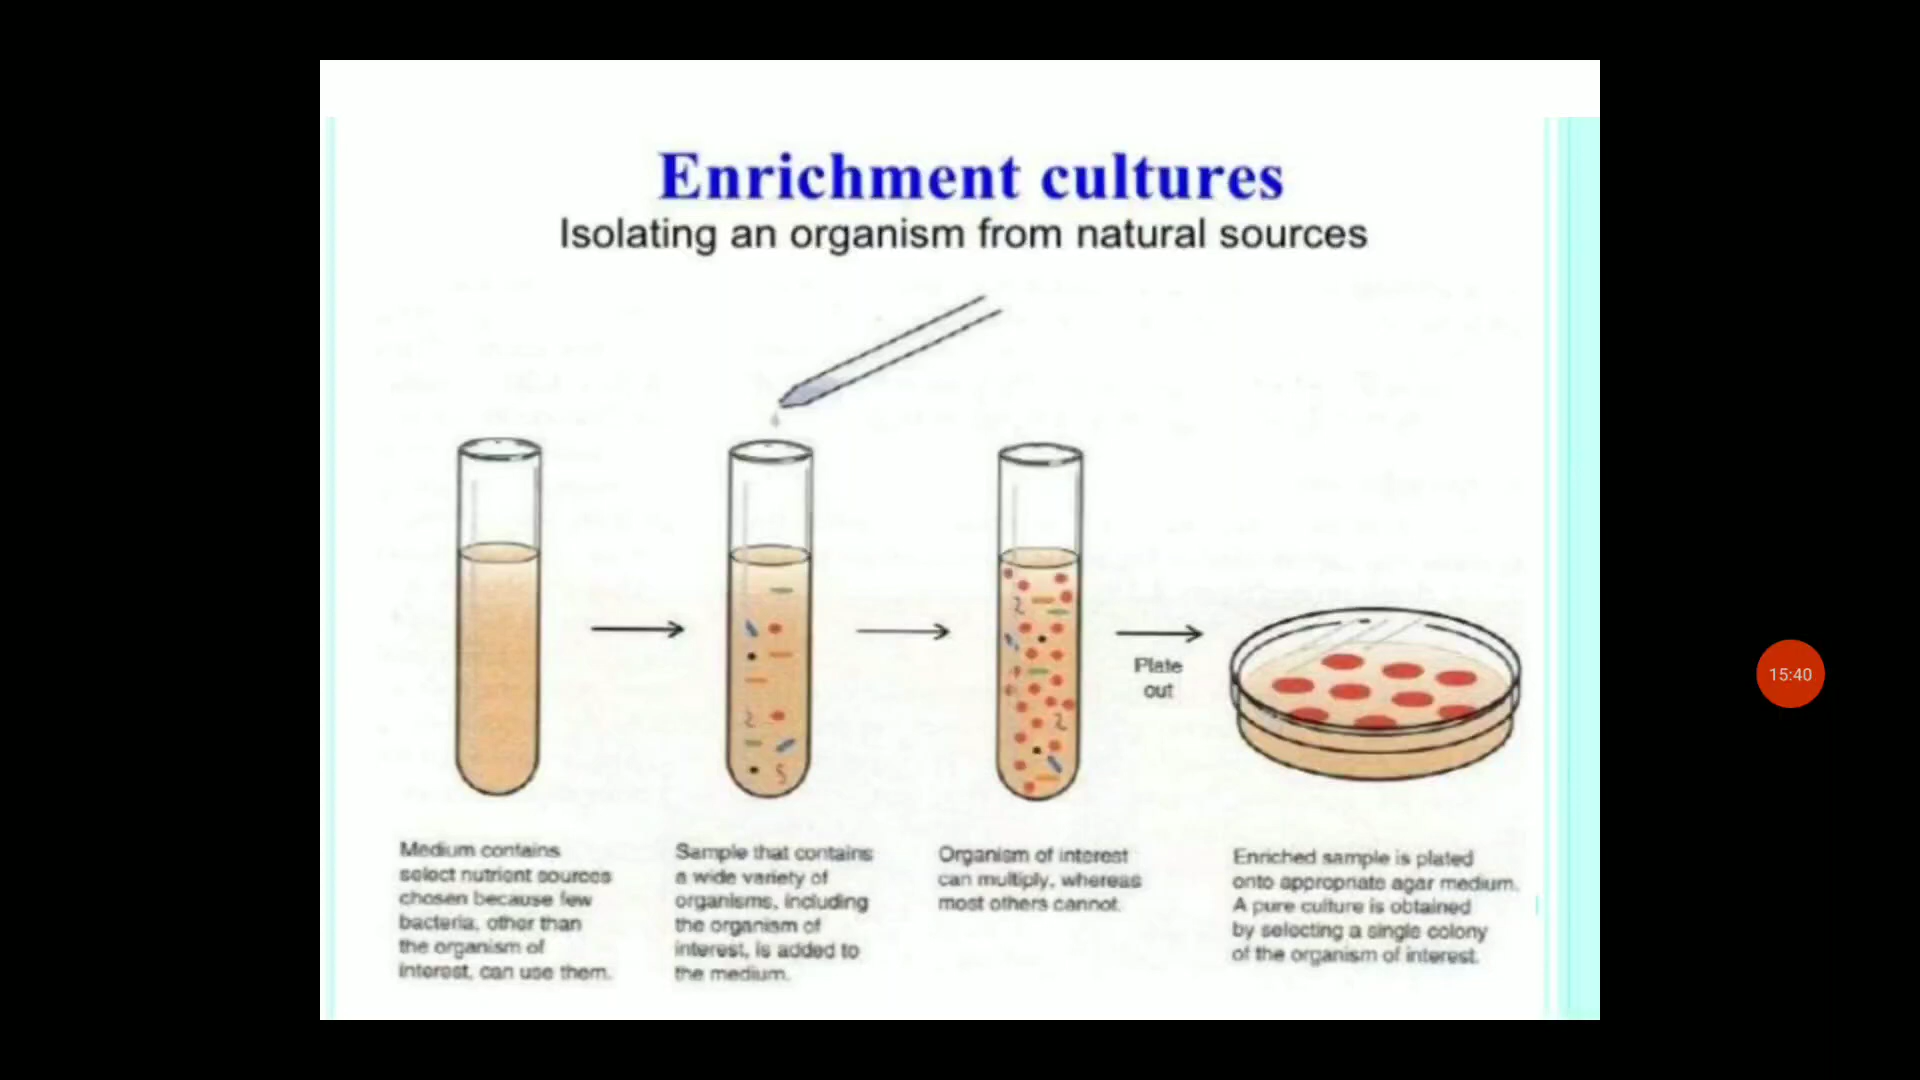 Enrichment cultures
Isolating an organism from natural sources
Plate
out
Medium contains
select nutrient sources
chosen because few
bacteria, other than
the organism of
interest, can use them.
Sample that contains
a wide variety of
organisms, including
the organism of
interest, is added to
the medium.
Organism of interest
can multiply, whereas
most others cannot.
Enriched sample is plated
onto appropriate agar medium.
A pure culture is obtained
by selecting a single colony
of the organism of interest.
15:40